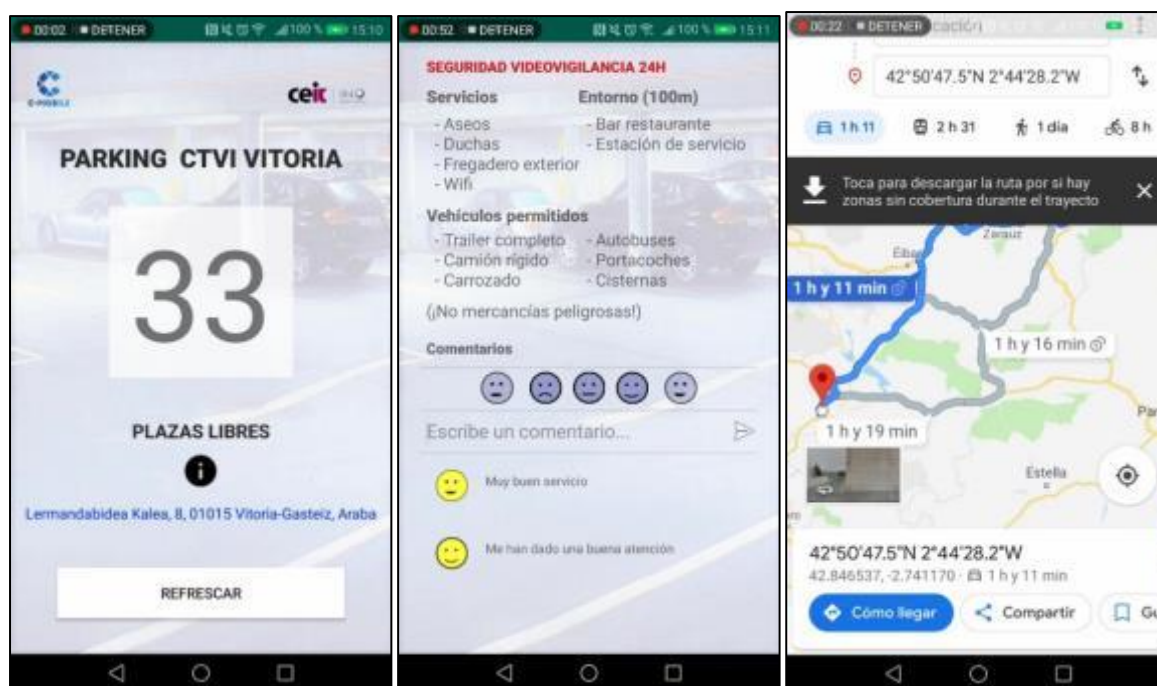 00:02 DETENER 100 % 15:10
C-MOBILE
ceit IK4
PARKING CTVI VITORIA
33
PLAZAS LIBRES
i
Lermandabidea Kalea, 8, 01015 Vitoria-Gasteiz, Araba
REFRESCAR
00:52 DETENER 100 % 15:11
SEGURIDAD VIDEOVIGILANCIA 24H
Servicios Entorno (100m)
- Aseos - Bar restaurante
- Duchas - Estación de servicio
- Fregadero exterior
- Wifi
Vehículos permitidos
- Trailer completo - Autobuses
- Camión rígido - Portacoches
- Carrozado - Cisternas
(¡No mercancías peligrosas!)
Comentarios
Escribe un comentario...
Muy buen servicio
Me han dado una buena atención
00:22 DETENER
42°50'47.5"N 2°44'28.2"W
1 h 11 2 h 31 1 día 8 h
Toca para descargar la ruta por si hay
zonas sin cobertura durante el trayecto
Zarautz
Eibar
1 h y 11 min
1 h y 16 min
1 h y 19 min
Estella
42°50'47.5"N 2°44'28.2"W
42.846537, -2.741170 · 1 h y 11 min
Cómo llegar Compartir Gu